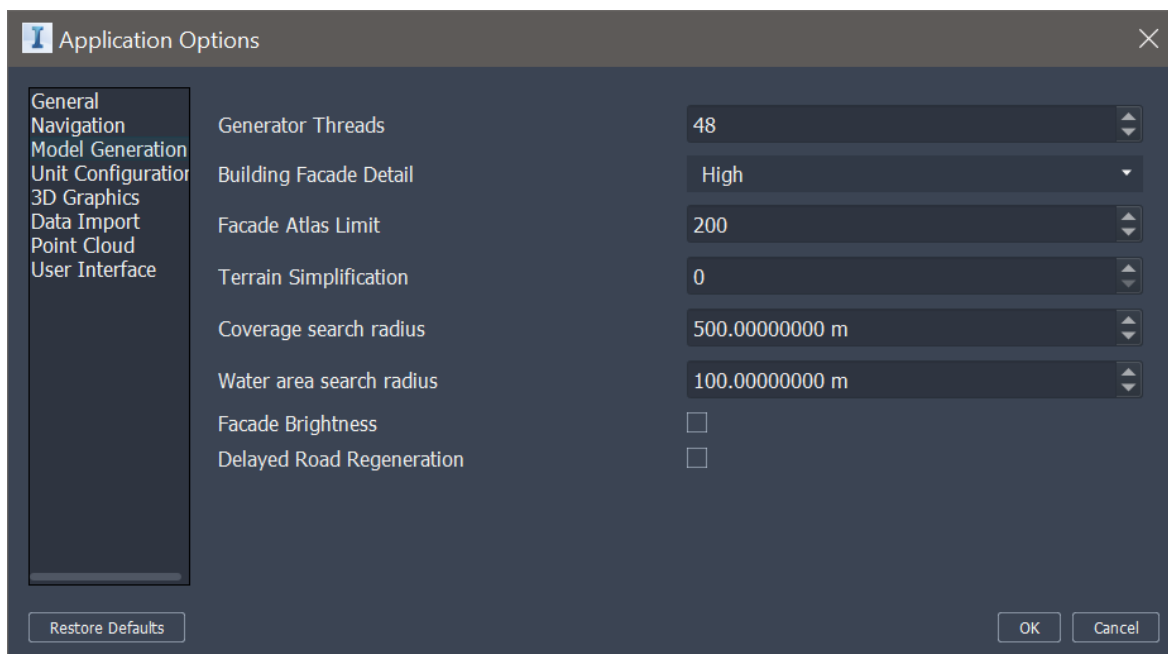 Application Options
General
Navigation
Model Generation
Unit Configuration
3D Graphics
Data Import
Point Cloud
User Interface
Generator Threads 48
Building Facade Detail High
Facade Atlas Limit 200
Terrain Simplification 0
Coverage search radius 500.00000000 m
Water area search radius 100.00000000 m
Facade Brightness
Delayed Road Regeneration
Restore Defaults OK Cancel